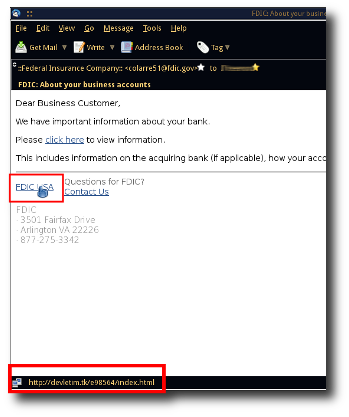 FDIC: About your busine
File Edit View Go Message Tools Help
Get Mail Write Address Book Tag
::Federal Insurance Company:: <colarre51@fdic.gov> to
FDIC: About your business accounts
Dear Business Customer,
We have important information about your bank.
Please click here to view information.
This includes information on the acquiring bank (if applicable), how your acco
FDIC
Questions for FDIC?
Contact Us
FDIC
- 3501 Fairfax Drive
- Arlington VA 22226
- 877-275-3342
http://devletim.tk/e98564/index.html